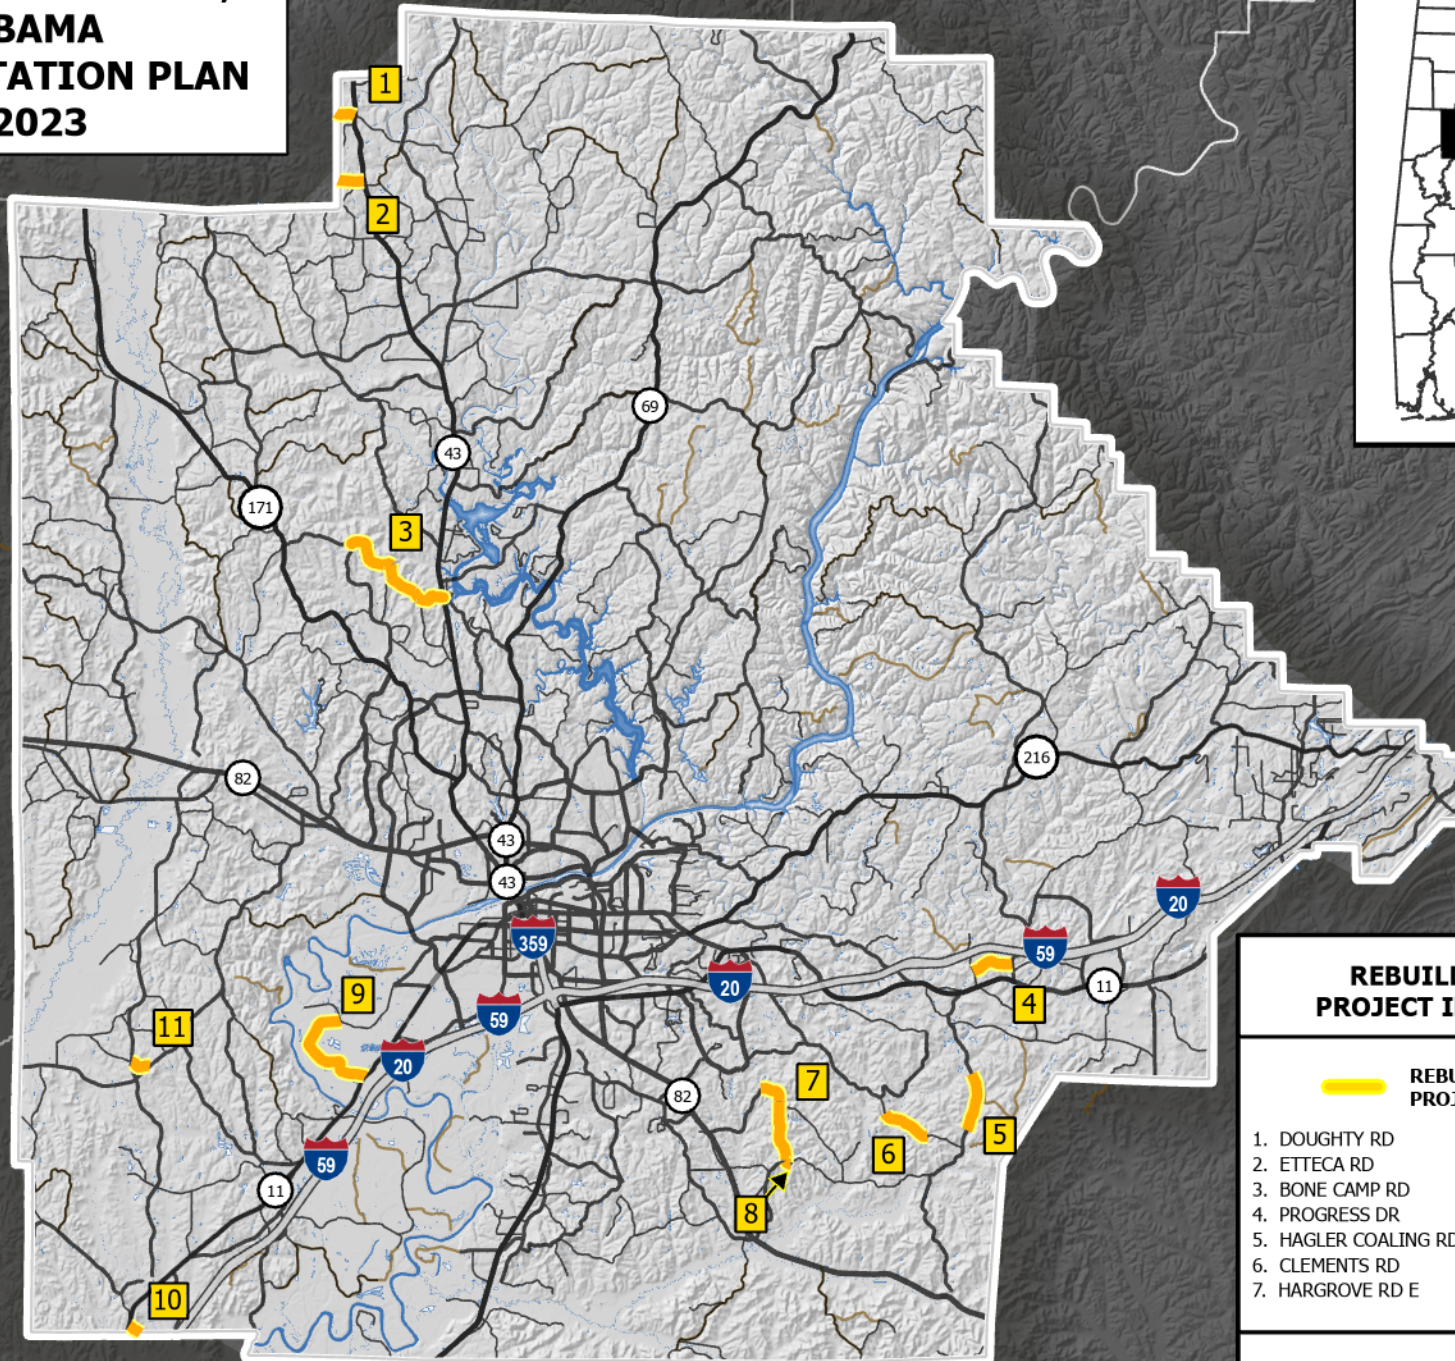 BAMA
TATION PLAN
2023
1
2
69
43
171
3
82
216
43
43
20
359
59
9
20
11
4
59
11
20
7
82
5
6
59
11
8
10
REBUIL
PROJECT I
REBU
PROJ
1. DOUGHTY RD
2. ETTECA RD
3. BONE CAMP RD
4. PROGRESS DR
5. HAGLER COALING RD
6. CLEMENTS RD
7. HARGROVE RD E